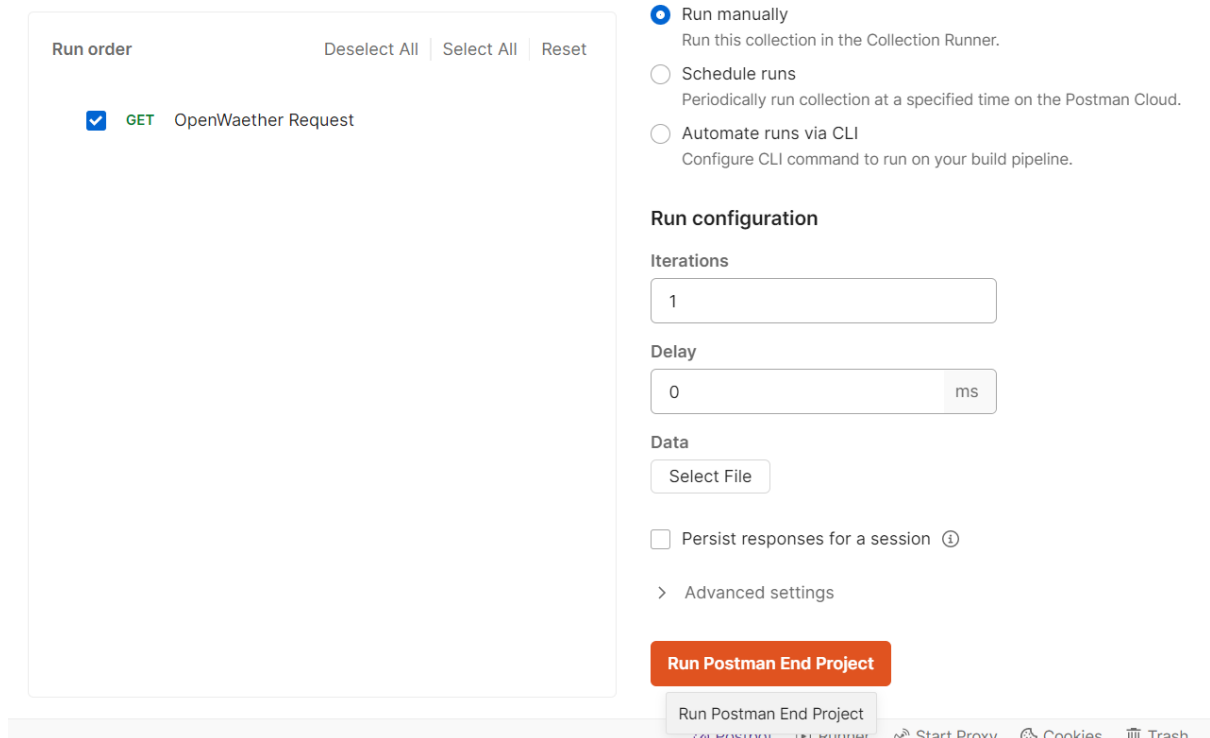 Run order
Deselect All
Select All
Reset
GET OpenWaether Request
Run manually
Run this collection in the Collection Runner.
Schedule runs
Periodically run collection at a specified time on the Postman Cloud.
Automate runs via CLI
Configure CLI command to run on your build pipeline.
Run configuration
Iterations
1
Delay
0 ms
Data
Select File
Persist responses for a session
Advanced settings
Run Postman End Project
Run Postman End Project
Postbot Runner Start Proxy Cookies Trash